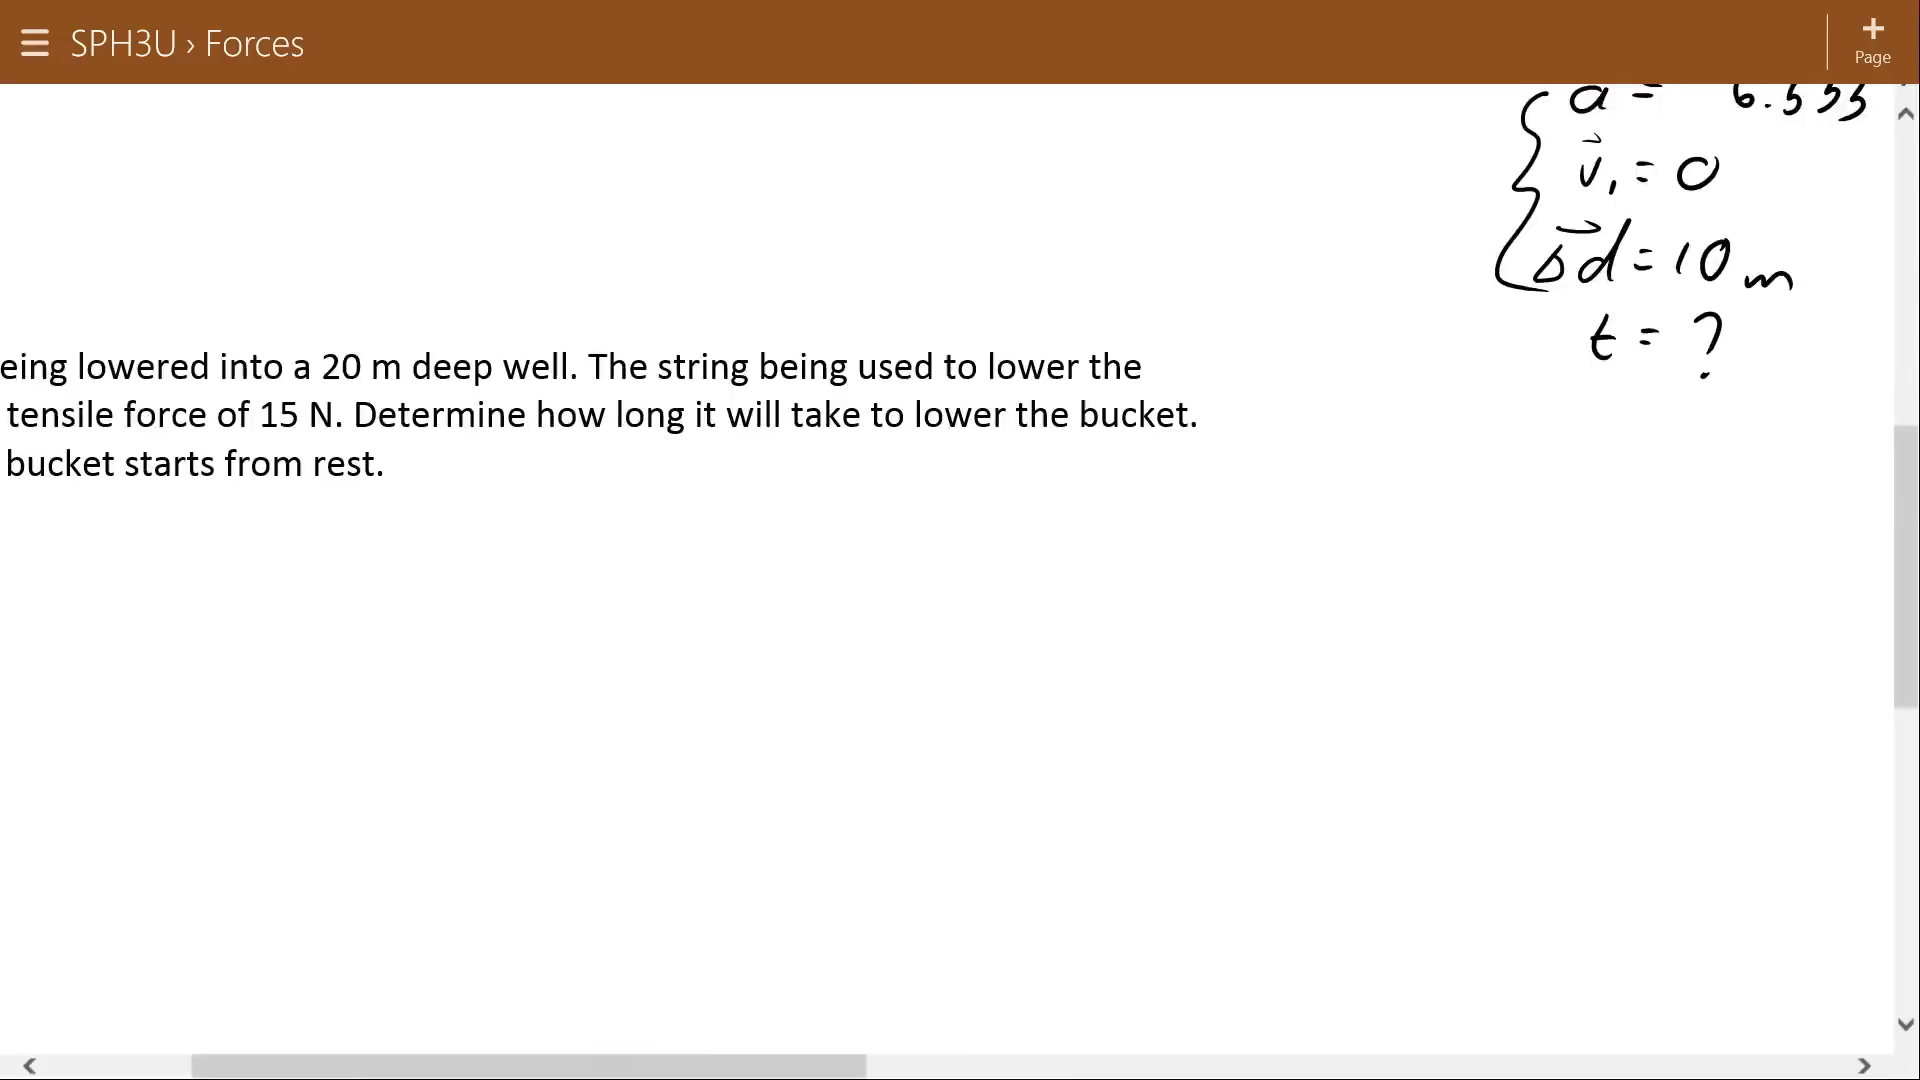 SPH3U › Forces
Page
a = 6.533
v₁ = 0
Δd = 10 m
t = ?
eing lowered into a 20 m deep well. The string being used to lower the
tensile force of 15 N. Determine how long it will take to lower the bucket.
bucket starts from rest.